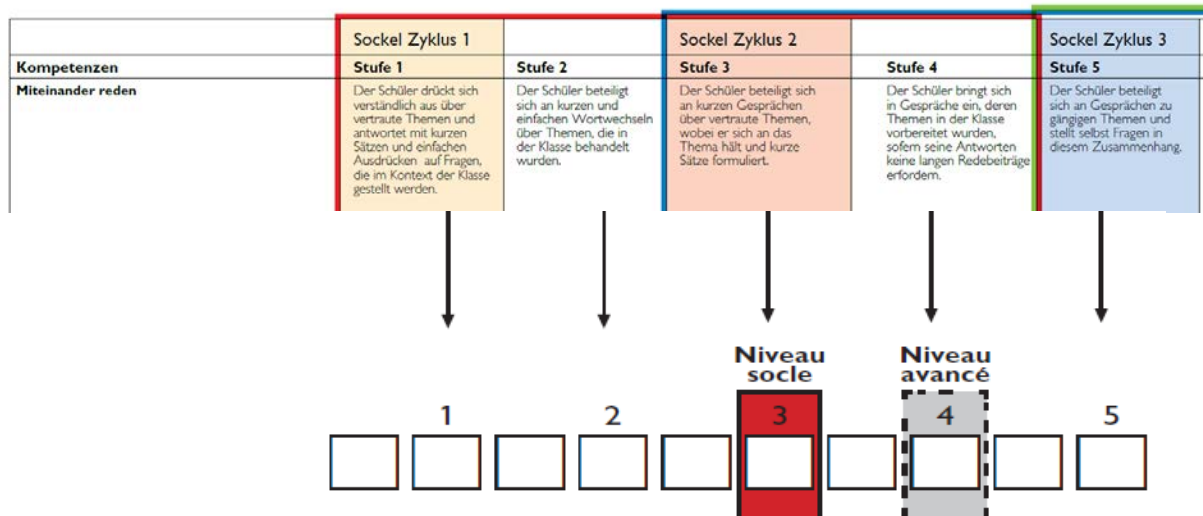 Sockel Zyklus 1
Sockel Zyklus 2
Sockel Zyklus 3
Kompetenzen
Stufe 1
Stufe 2
Stufe 3
Stufe 4
Stufe 5
Miteinander reden
Der Schüler drückt sich
verständlich aus über
vertraute Themen und
antwortet mit kurzen
Sätzen und einfachen
Ausdrücken auf Fragen,
die im Kontext der Klasse
gestellt werden.
Der Schüler beteiligt
sich an kurzen und
einfachen Wortwechseln
über Themen, die in
der Klasse behandelt
wurden.
Der Schüler beteiligt sich
an kurzen Gesprächen
über vertraute Themen,
wobei er sich an das
Thema hält und kurze
Sätze formuliert.
Der Schüler bringt sich
in Gespräche ein, deren
Themen in der Klasse
vorbereitet wurden,
sofern seine Antworten
keine langen Redebeiträge
erfordern.
Der Schüler beteiligt
sich an Gesprächen zu
gängigen Themen und
stellt selbst Fragen in
diesem Zusammenhang.
Niveau
socle
Niveau
avancé
1
2
3
4
5